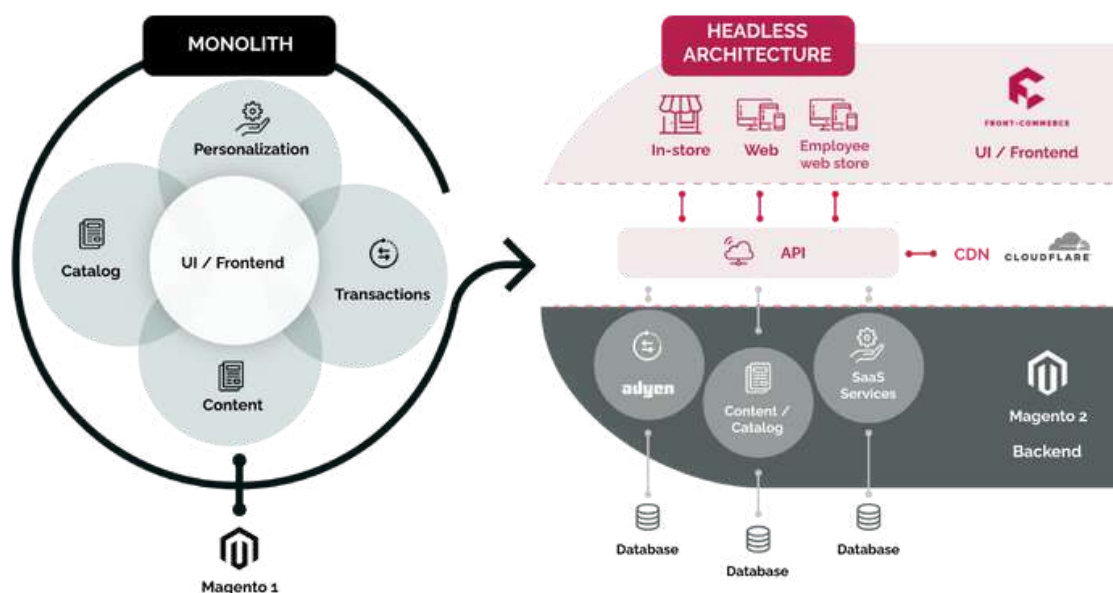 MONOLITH
Personalization
Catalog
UI / Frontend
Transactions
Content
Magento 1
HEADLESS
ARCHITECTURE
In-store
Web
Employee
web store
FRONT-COMMERCE
UI / Frontend
API
CDN
CLOUDFLARE
adyen
Content /
Catalog
SaaS
Services
Magento 2
Backend
Database
Database
Database